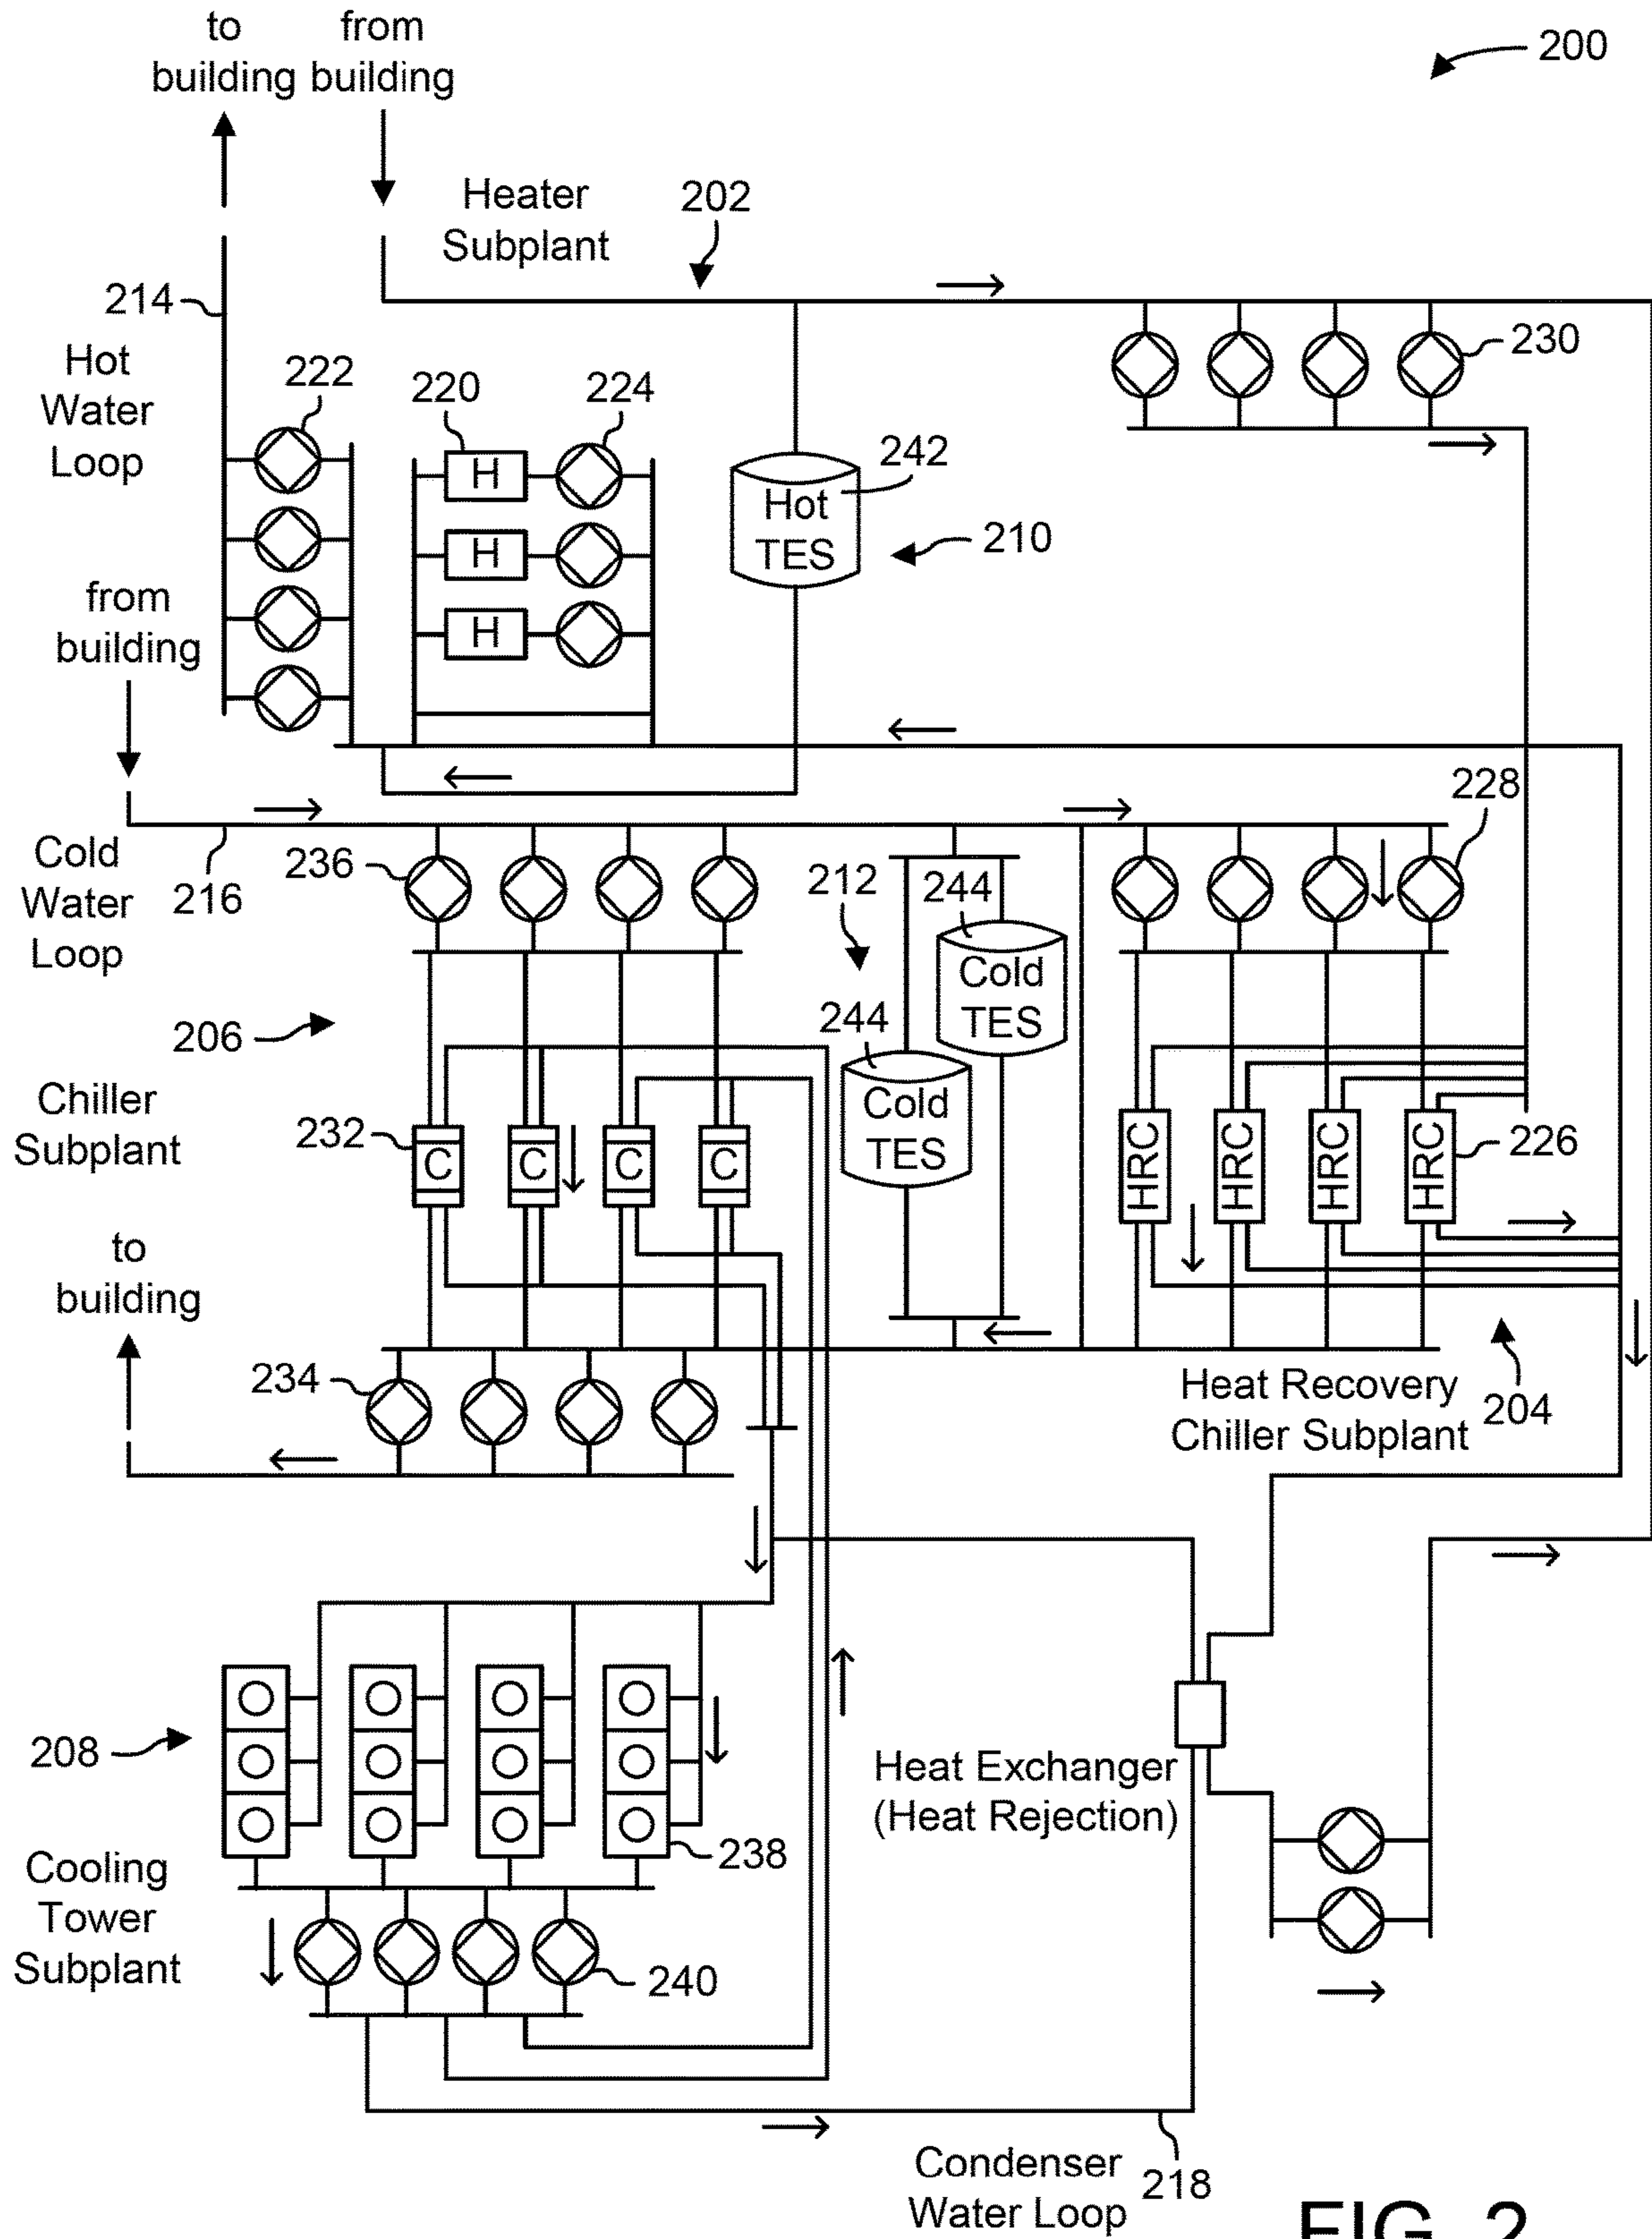 to
building
from
building
200
Heater
Subplant
202
214
Hot
Water
Loop
222
220
224
230
H
H
H
Hot
TES
242
210
from
building
228
Cold
Water
Loop
216
236
212
244
Cold
TES
244
Cold
TES
206
Chiller
Subplant
232
C
C
C
C
HRC
HRC
HRC
HRC
226
to
building
234
Heat Recovery
Chiller Subplant
204
208
Cooling
Tower
Subplant
238
240
Heat Exchanger
(Heat Rejection)
Condenser
Water Loop
218
FIG. 2